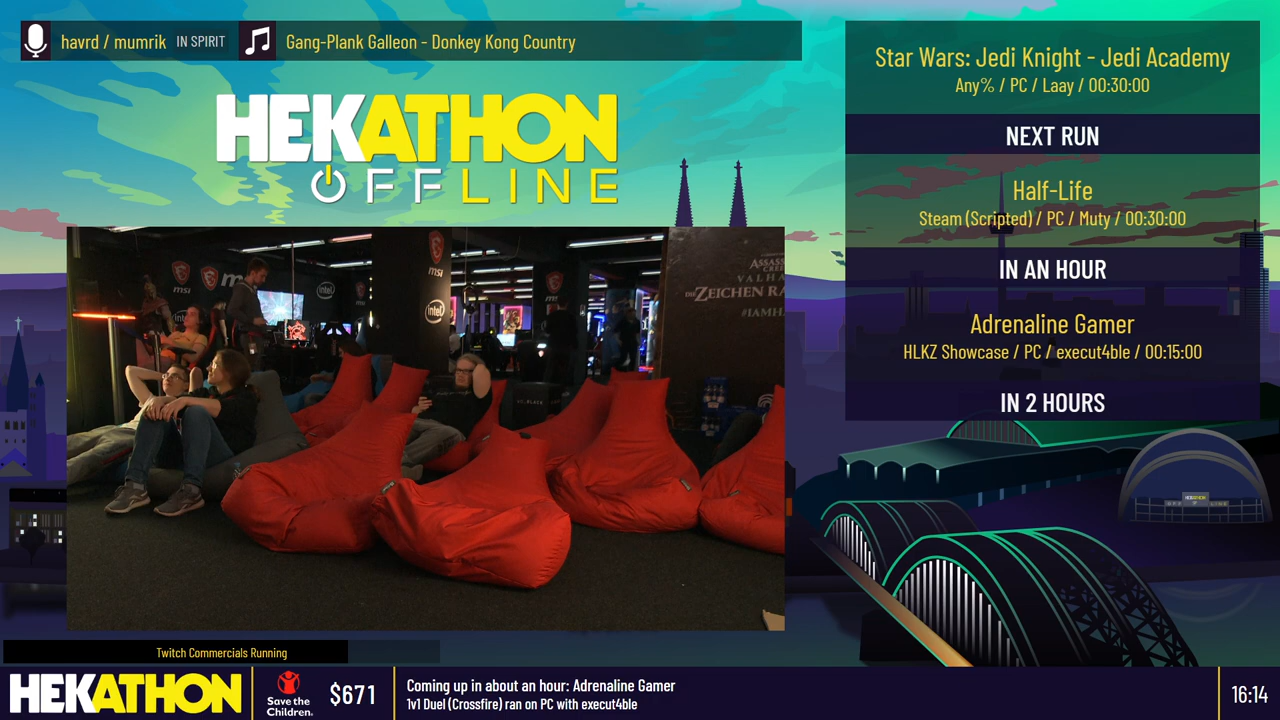 havrd / mumrik IN SPIRIT
Gang-Plank Galleon - Donkey Kong Country
HEKATHON
OFFLINE
Star Wars: Jedi Knight - Jedi Academy
Any% / PC / Laay / 00:30:00
NEXT RUN
Half-Life
Steam (Scripted) / PC / Muty / 00:30:00
IN AN HOUR
Adrenaline Gamer
HLKZ Showcase / PC / execut4ble / 00:15:00
IN 2 HOURS
msi
intel
msi
intel
VALH
DIE ZEICHEN RA
#IAMH
Twitch Commercials Running
HEKATHON
Save the
Children.
$671
Coming up in about an hour: Adrenaline Gamer
1v1 Duel (Crossfire) ran on PC with execut4ble
16:14